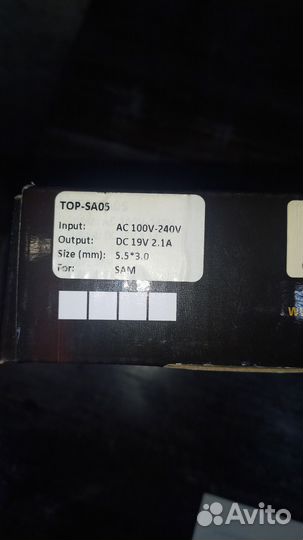 TOP-SA05
Input: AC 100V-240V
Output: DC 19V 2.1A
Size (mm): 5.5*3.0
For: SAM
W
Avito